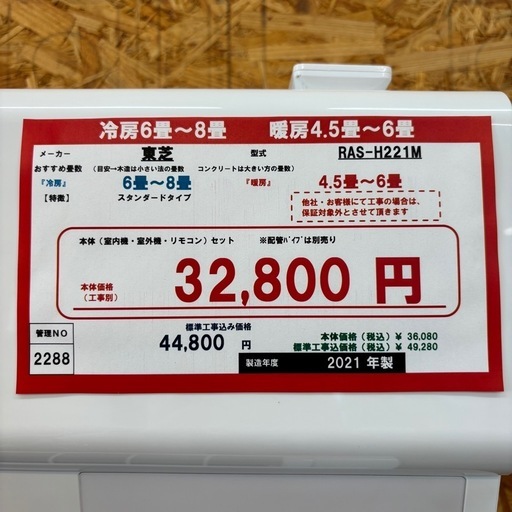 冷房6畳～8畳 暖房4.5畳～6畳
メーカー 東芝 型式 RAS-H221M
おすすめ畳数 (目安→木造は小さい法の畳数 コンクリートは大きい方の畳数)
『冷房』 6畳～8畳 『暖房』 4.5畳～6畳
【特徴】 スタンダードタイプ
他社・お客様にて工事の場合は、
保証対象外とさせて頂きます
本体（室内機・室外機・リモコン）セット ※配管ﾊﾟｲﾌﾟは別売り
本体価格
(工事別)
32,800 円
管理NO
2288
標準工事込み価格
44,800 円
本体価格（税込）￥ 36,080
標準工事込価格（税込）￥ 49,280
製造年度 2021 年製